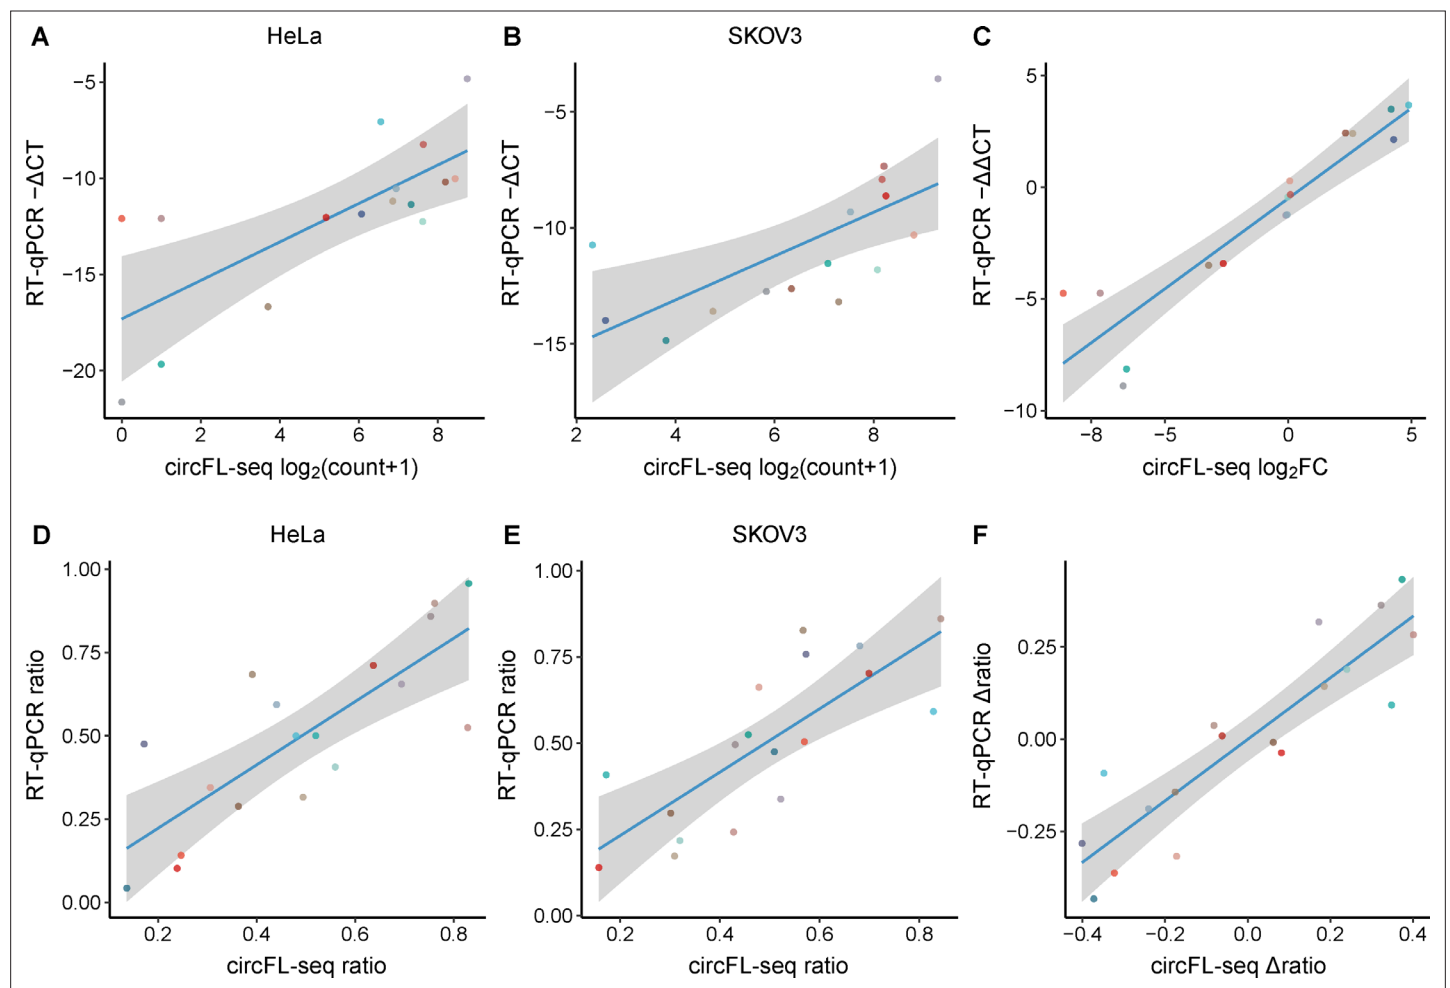 A HeLa
RT-qPCR −ΔCT
−5
−10
−15
−20
0 2 4 6 8
circFL-seq log₂(count+1)
B SKOV3
RT-qPCR −ΔCT
−5
−10
−15
2 4 6 8
circFL-seq log₂(count+1)
C
RT-qPCR −ΔΔCT
5
0
−5
−10
−8 −5 0 5
circFL-seq log₂FC
D HeLa
RT-qPCR ratio
1.00
0.75
0.50
0.25
0.00
0.2 0.4 0.6 0.8
circFL-seq ratio
E SKOV3
RT-qPCR ratio
1.00
0.75
0.50
0.25
0.00
0.2 0.4 0.6 0.8
circFL-seq ratio
F
RT-qPCR Δratio
0.25
0.00
−0.25
−0.4 −0.2 0.0 0.2 0.4
circFL-seq Δratio